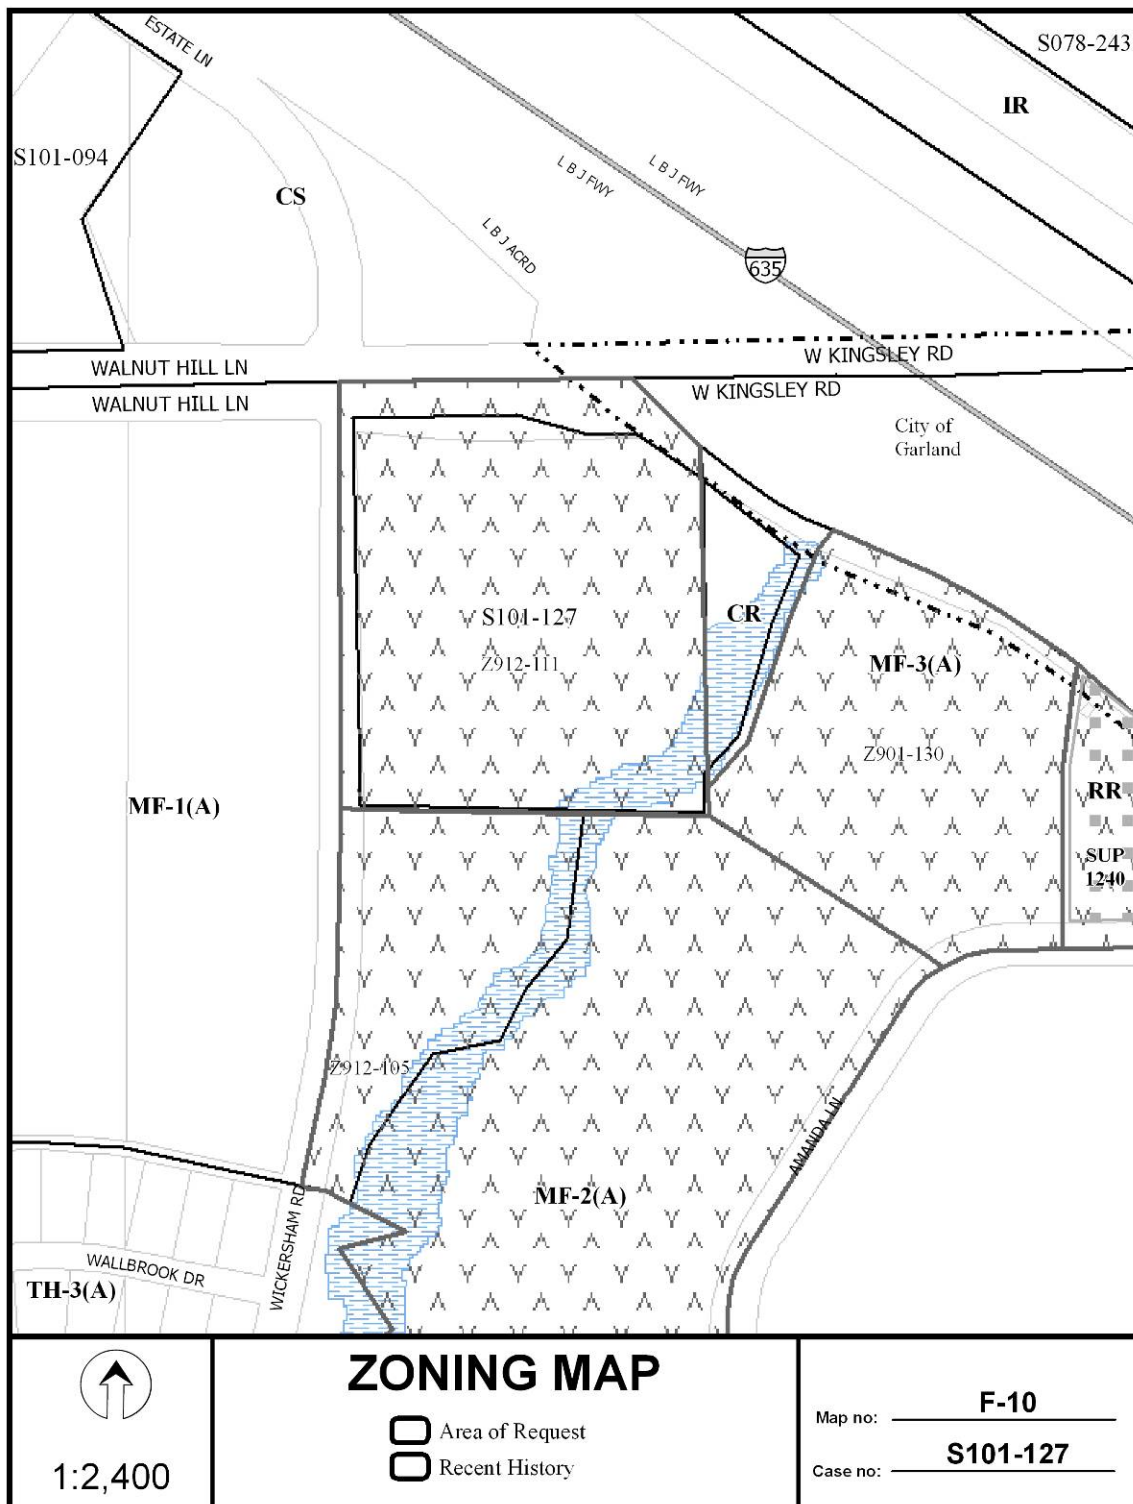 ESTATE LN
S078-243
IR
S101-094
CS
L B J FWY
L B J FWY
L B J ACRD
635
W KINGSLEY RD
WALNUT HILL LN
W KINGSLEY RD
WALNUT HILL LN
City of
Garland
S101-127
CR
Z912-111
MF-3(A)
Z901-130
RR
MF-1(A)
SUP
1240
Z912-105
AMANDA LN
MF-2(A)
WICKERSHAM RD
WALLBROOK DR
TH-3(A)
1:2,400
ZONING MAP
Area of Request
Recent History
Map no: F-10
Case no: S101-127